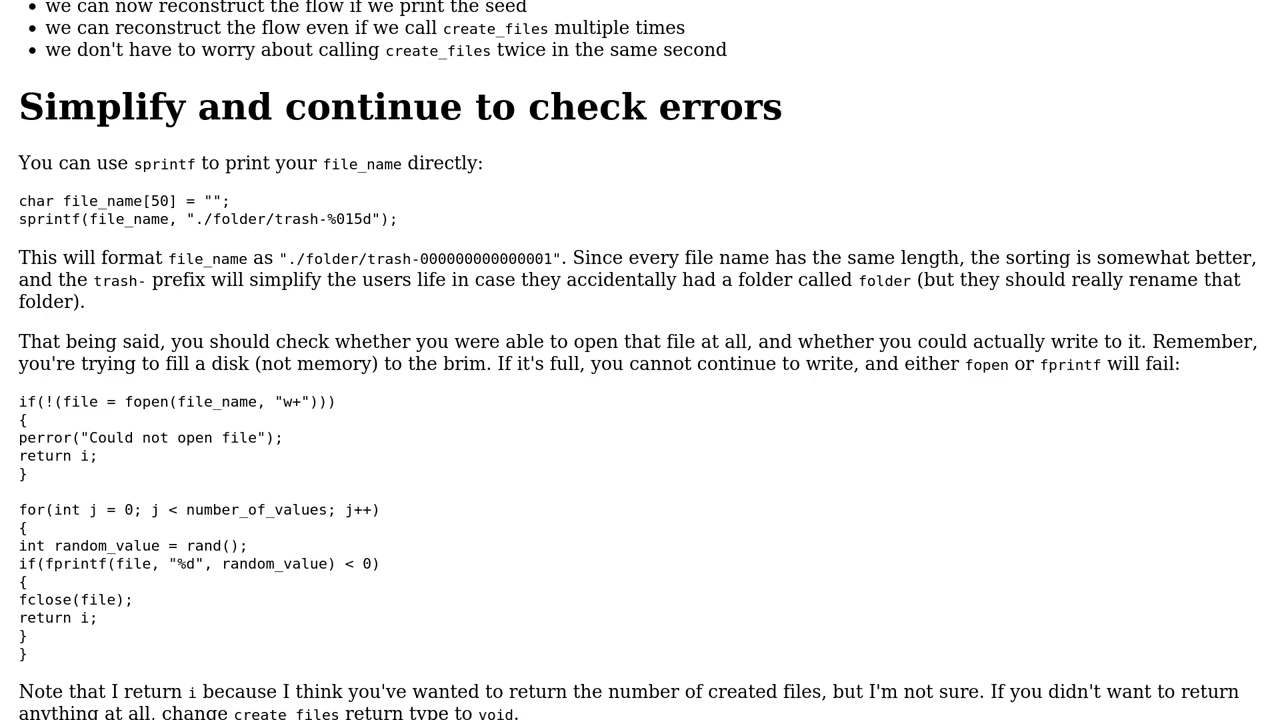 • we can now reconstruct the flow if we print the seed
• we can reconstruct the flow even if we call create_files multiple times
• we don't have to worry about calling create_files twice in the same second
Simplify and continue to check errors
You can use sprintf to print your file_name directly:
char file_name[50] = "";
sprintf(file_name, "./folder/trash-%015d");
This will format file_name as "./folder/trash-000000000000001". Since every file name has the same length, the sorting is somewhat better,
and the trash- prefix will simplify the users life in case they accidentally had a folder called folder (but they should really rename that
folder).
That being said, you should check whether you were able to open that file at all, and whether you could actually write to it. Remember,
you're trying to fill a disk (not memory) to the brim. If it's full, you cannot continue to write, and either fopen or fprintf will fail:
if(!(file = fopen(file_name, "w+")))
{
perror("Could not open file");
return i;
}
for(int j = 0; j < number_of_values; j++)
{
int random_value = rand();
if(fprintf(file, "%d", random_value) < 0)
{
fclose(file);
return i;
}
}
Note that I return i because I think you've wanted to return the number of created files, but I'm not sure. If you didn't want to return
anything at all, change create_files return type to void.